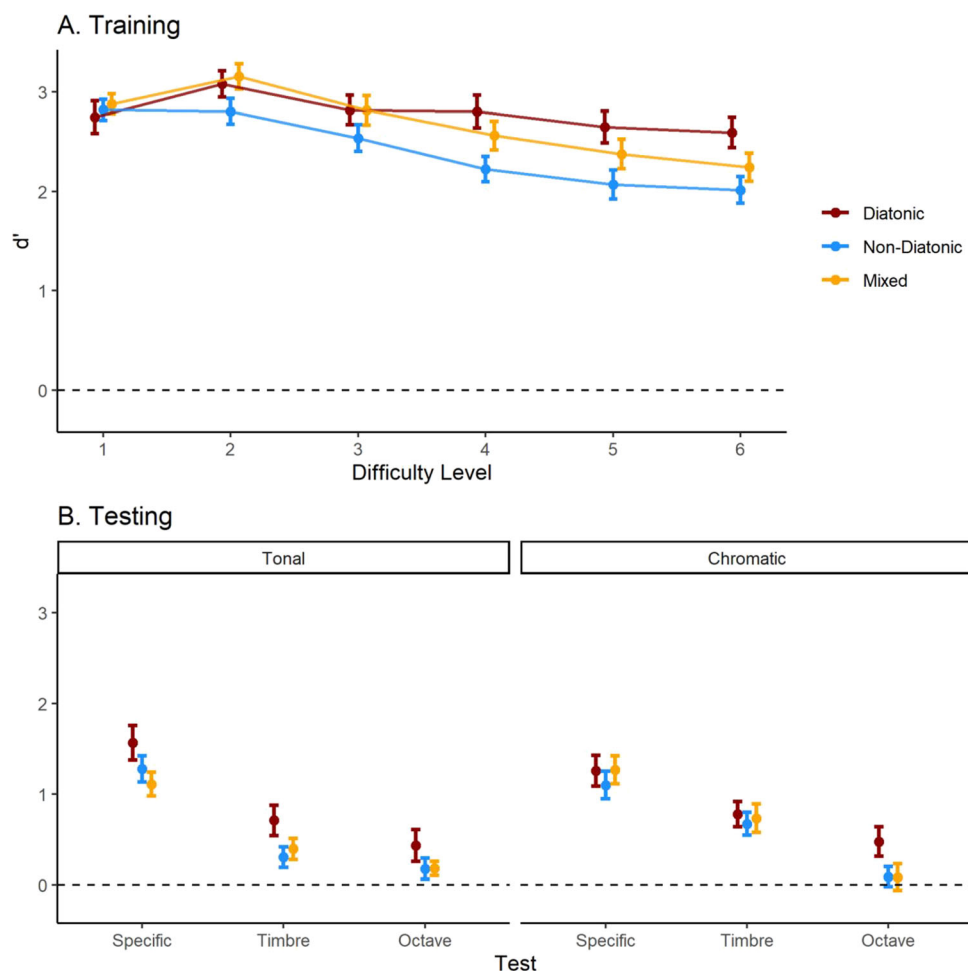 A. Training
3
2
1
0
d'
1 2 3 4 5 6
Difficulty Level
Diatonic
Non-Diatonic
Mixed
B. Testing
Tonal Chromatic
3
2
1
0
Specific Timbre Octave Specific Timbre Octave
Test